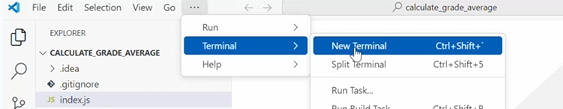 File Edit Selection View Go ··· calculate_grade_average
EXPLORER
CALCULATE_GRADE_AVERAGE
.idea
.gitignore
index.js
Run
Terminal
Help
New Terminal Ctrl+Shift+`
Split Terminal Ctrl+Shift+5
Run Task...
Run Build Task